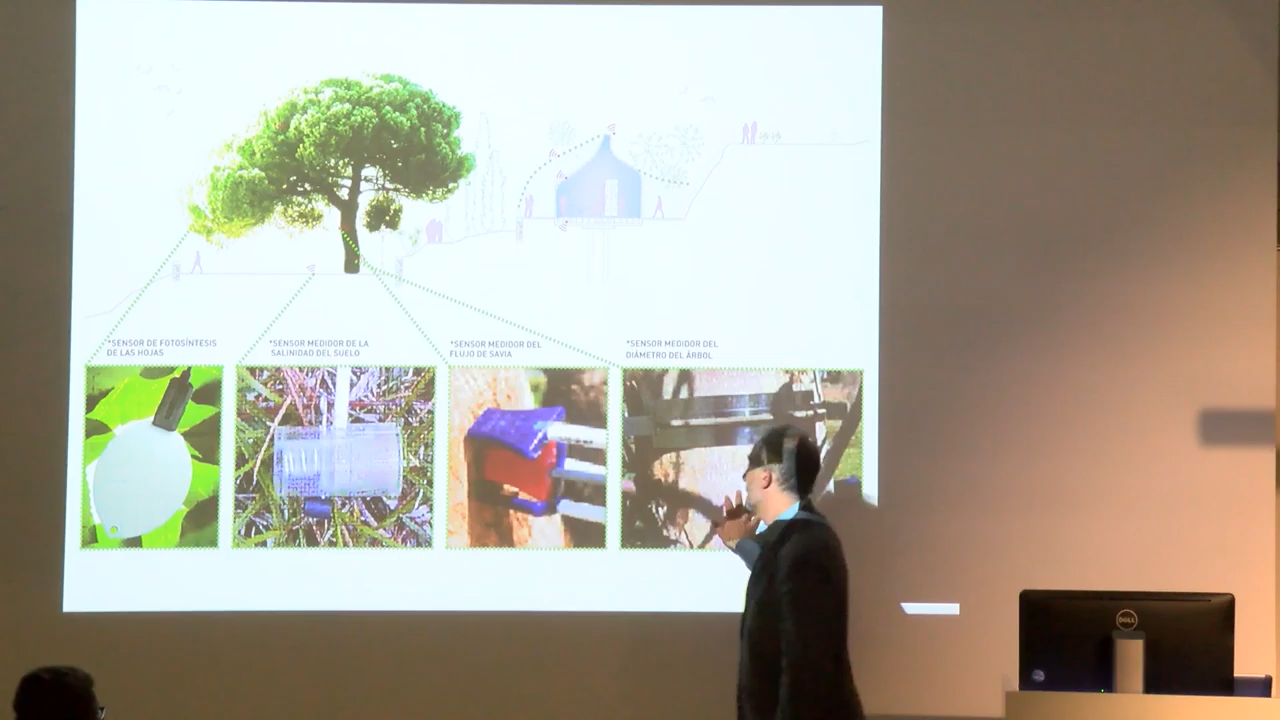 *SENSOR DE FOTOSÍNTESIS
DE LAS HOJAS
*SENSOR MEDIDOR DE LA
SALINIDAD DEL SUELO
*SENSOR MEDIDOR DEL
FLUJO DE SAVIA
*SENSOR MEDIDOR DEL
DIÁMETRO DEL ÁRBOL
DELL